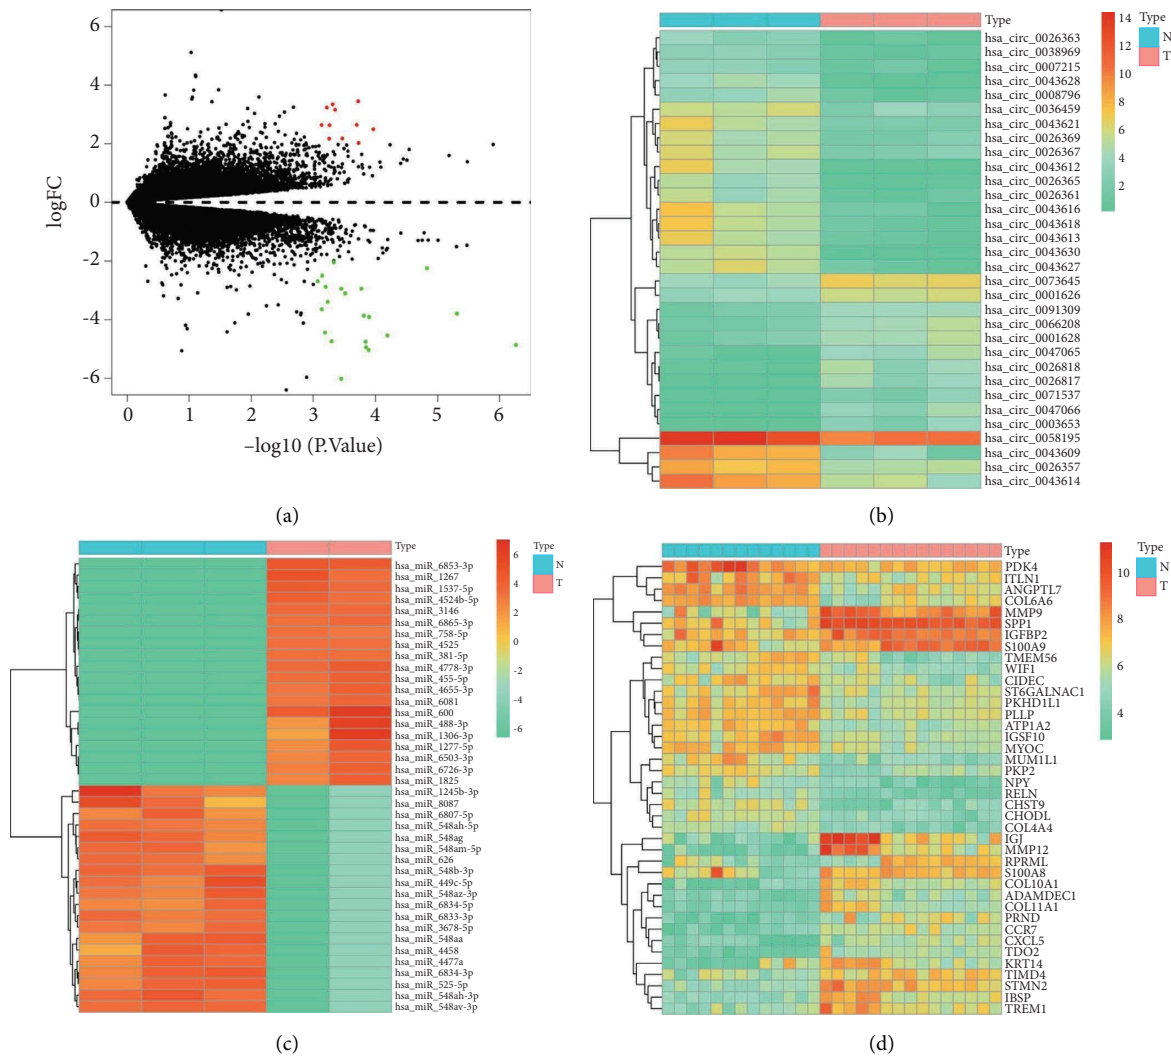 logFC
6
4
2
0
-2
-4
-6
0
1
2
3
4
5
6
–log10 (P.Value)
(a)
Type
hsa_circ_0026363
hsa_circ_0038969
hsa_circ_0007215
hsa_circ_0043628
hsa_circ_0008796
hsa_circ_0036459
hsa_circ_0043621
hsa_circ_0026369
hsa_circ_0026367
hsa_circ_0043612
hsa_circ_0026365
hsa_circ_0026361
hsa_circ_0043616
hsa_circ_0043618
hsa_circ_0043613
hsa_circ_0043630
hsa_circ_0043627
hsa_circ_0073645
hsa_circ_0001626
hsa_circ_0091309
hsa_circ_0066208
hsa_circ_0001628
hsa_circ_0047065
hsa_circ_0026818
hsa_circ_0026817
hsa_circ_0071537
hsa_circ_0047066
hsa_circ_0003653
hsa_circ_0058195
hsa_circ_0043609
hsa_circ_0026357
hsa_circ_0043614
14
12
10
8
6
4
2
Type
N
T
(b)
Type
hsa_miR_6853-3p
hsa_miR_1267
hsa_miR_1537-5p
hsa_miR_4524b-5p
hsa_miR_3146
hsa_miR_6865-3p
hsa_miR_758-5p
hsa_miR_4525
hsa_miR_381-5p
hsa_miR_4778-3p
hsa_miR_455-5p
hsa_miR_4655-3p
hsa_miR_6081
hsa_miR_600
hsa_miR_488-3p
hsa_miR_1306-3p
hsa_miR_1277-5p
hsa_miR_6503-3p
hsa_miR_6726-3p
hsa_miR_1825
hsa_miR_1245b-3p
hsa_miR_8087
hsa_miR_6807-5p
hsa_miR_548ah-5p
hsa_miR_548ag
hsa_miR_548am-5p
hsa_miR_626
hsa_miR_548b-3p
hsa_miR_449c-5p
hsa_miR_548az-3p
hsa_miR_6834-5p
hsa_miR_6833-3p
hsa_miR_3678-5p
hsa_miR_548aa
hsa_miR_4458
hsa_miR_4477a
hsa_miR_6834-3p
hsa_miR_525-5p
hsa_miR_548ah-3p
hsa_miR_548av-3p
6
4
2
0
-2
-4
-6
Type
N
T
(c)
Type
PDK4
ITLN1
ANGPTL7
COL6A6
MMP9
SPP1
IGFBP2
S100A9
TMEM56
WIF1
CIDEC
ST6GALNAC1
PKHD1L1
PLLP
ATP1A2
IGSF10
MYOC
MUM1L1
PKP2
NPY
RELN
CHST9
CHODL
COL4A4
IGJ
MMP12
RPRML
S100A8
COL10A1
ADAMDEC1
COL11A1
PRND
CCR7
CXCL5
TDO2
KRT14
TIMD4
STMN2
IBSP
TREM1
10
8
6
4
Type
N
T
(d)